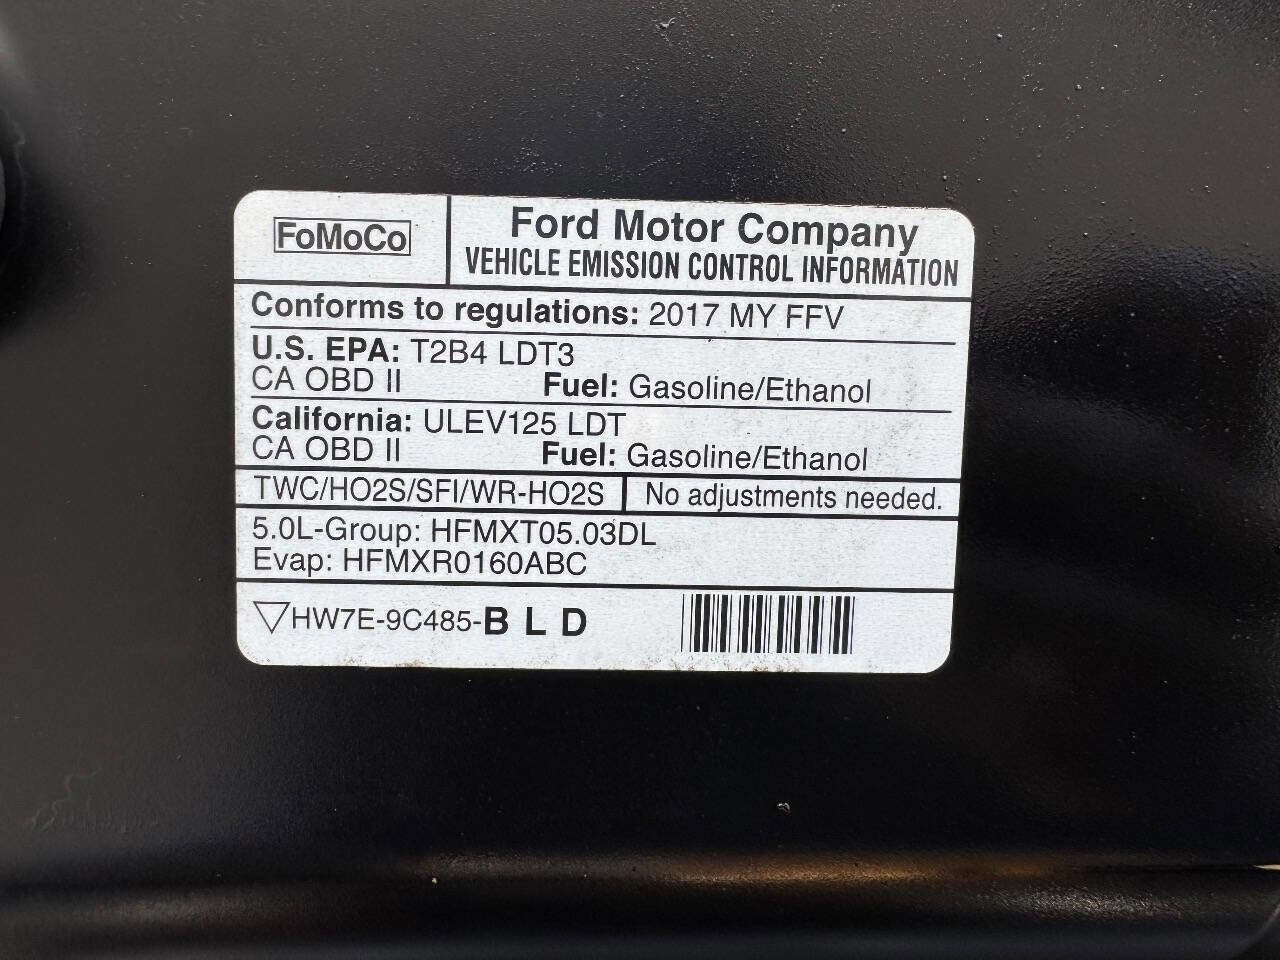 FoMoCo
Ford Motor Company
VEHICLE EMISSION CONTROL INFORMATION
Conforms to regulations: 2017 MY FFV
U.S. EPA: T2B4 LDT3
CA OBD II Fuel: Gasoline/Ethanol
California: ULEV125 LDT
CA OBD II Fuel: Gasoline/Ethanol
TWC/HO2S/SFI/WR-HO2S No adjustments needed.
5.0L-Group: HFMXT05.03DL
Evap: HFMXR0160ABC
▽HW7E-9C485-B L D